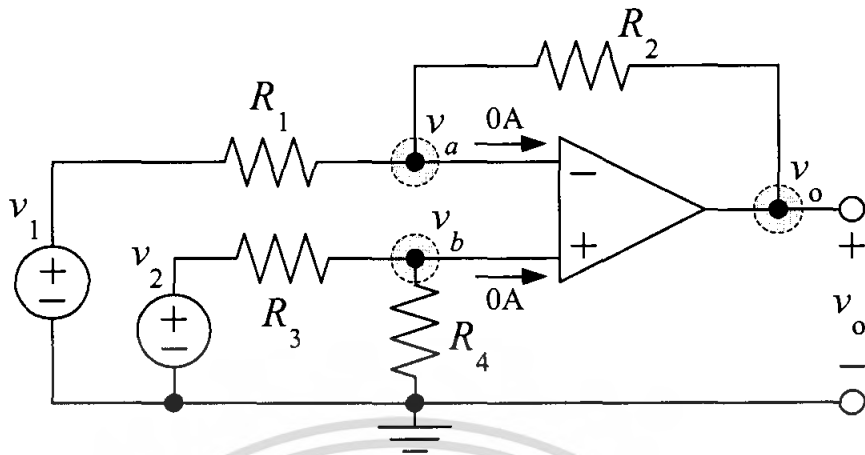 R2
R1
va
0A
vo
−
v1
vb
+
+
v2
0A
+
−
+
R3
−
R4
vo
−